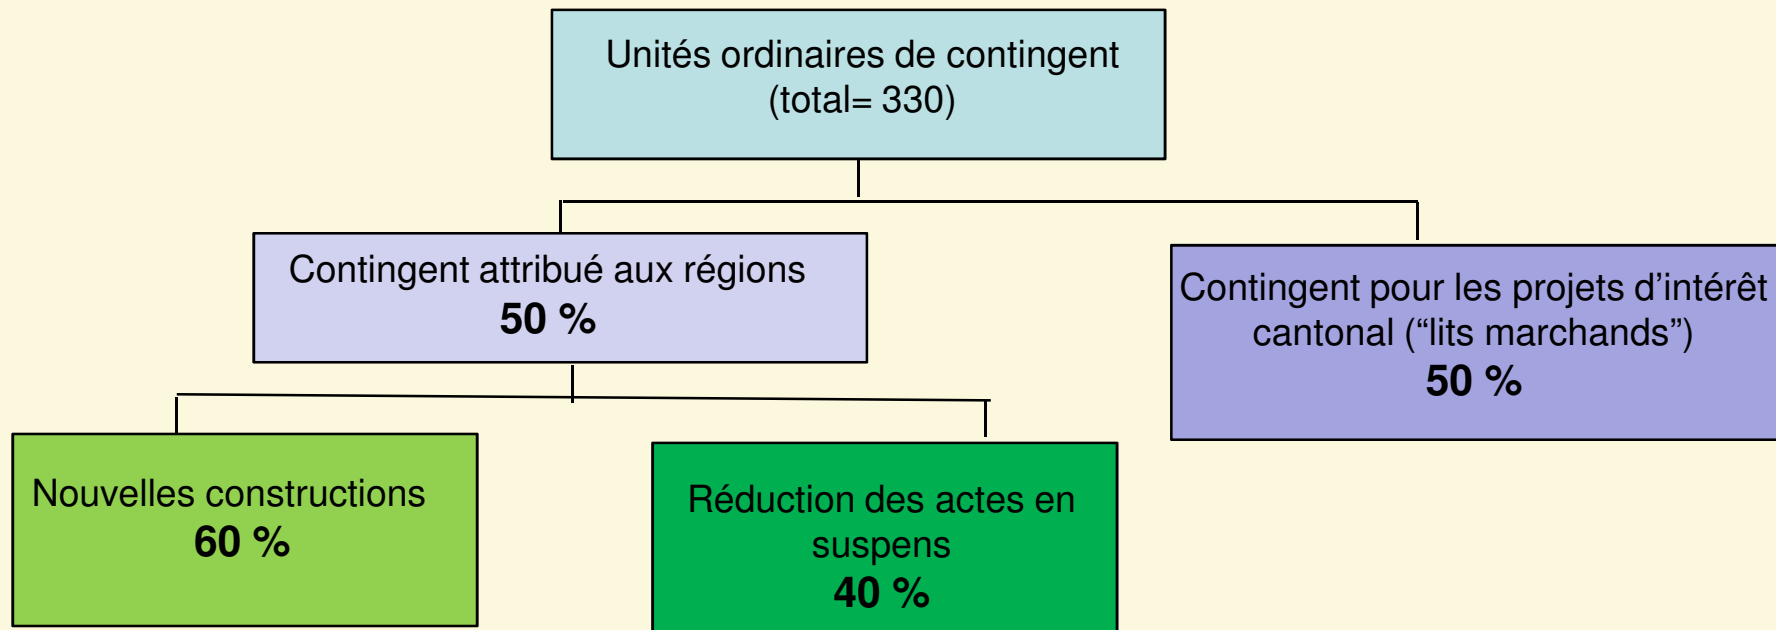 Unités ordinaires de contingent
(total= 330)
Contingent attribué aux régions
50 %
Contingent pour les projets d’intérêt
cantonal (“lits marchands”)
50 %
Nouvelles constructions
60 %
Réduction des actes en
suspens
40 %